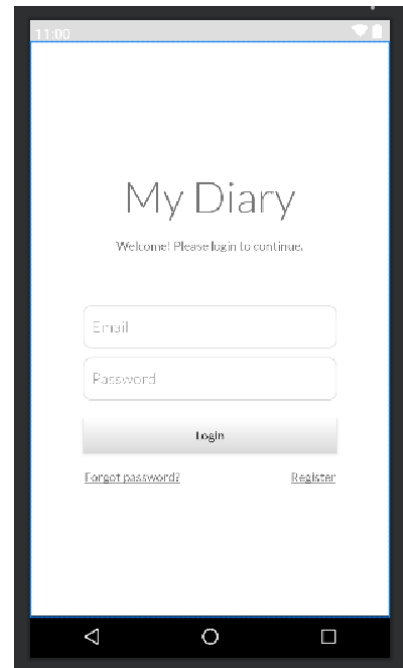 11:00
My Diary
Welcome! Please login to continue.
Email
Password
Login
Forgot password? Register